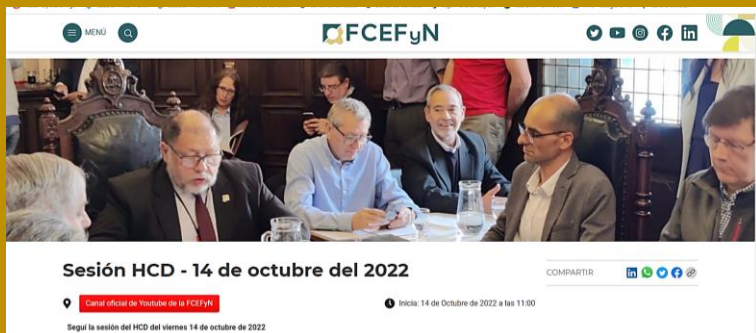 MENÚ
FCEFyN
Sesión HCD - 14 de octubre del 2022
COMPARTIR
Canal oficial de Youtube de la FCEFyN
Inicia: 14 de Octubre de 2022 a las 11:00
Seguí la sesión del HCD del viernes 14 de octubre de 2022